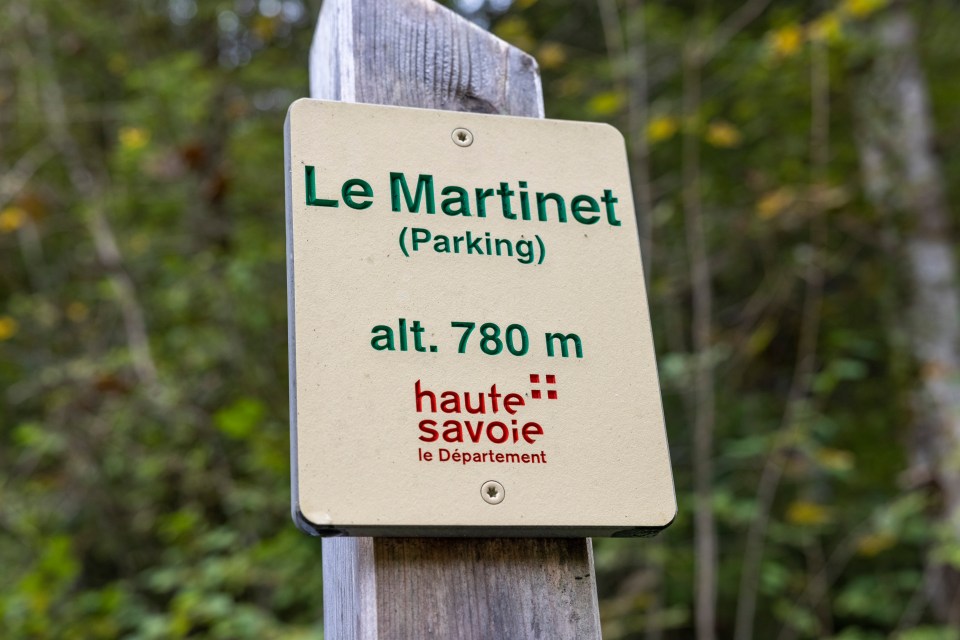 Le Martinet
(Parking)
alt. 780 m
haute
savoie
le Département